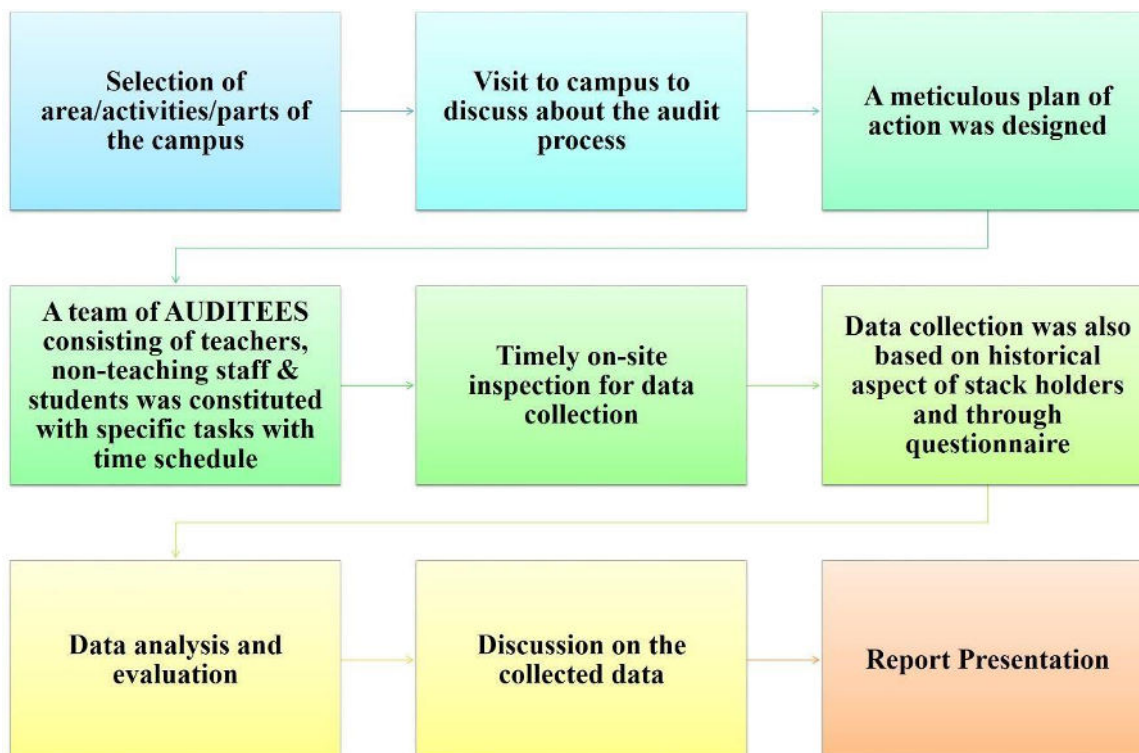 Selection of
area/activities/parts of
the campus
Visit to campus to
discuss about the audit
process
A meticulous plan of
action was designed
A team of AUDITEES
consisting of teachers,
non-teaching staff &
students was constituted
with specific tasks with
time schedule
Timely on-site
inspection for data
collection
Data collection was also
based on historical
aspect of stack holders
and through
questionnaire
Data analysis and
evaluation
Discussion on the
collected data
Report Presentation